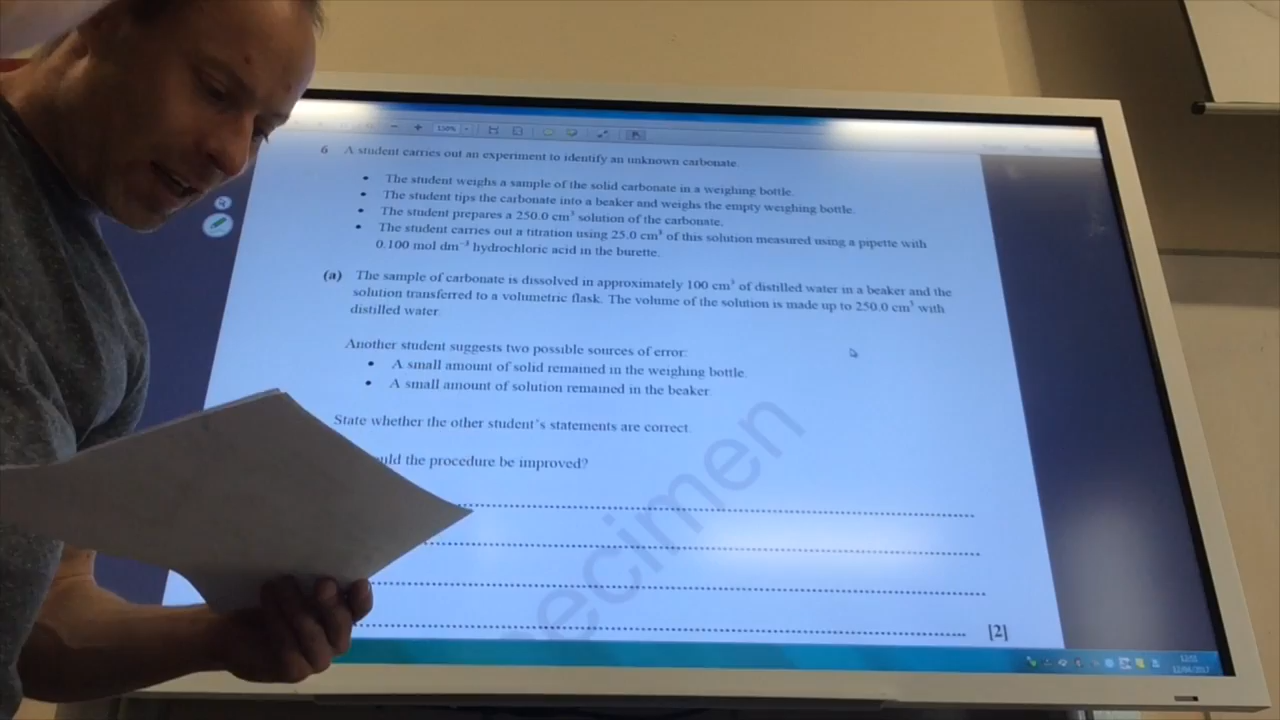 150%
6 A student carries out an experiment to identify an unknown carbonate.
• The student weighs a sample of the solid carbonate in a weighing bottle.
• The student tips the carbonate into a beaker and weighs the empty weighing bottle.
• The student prepares a 250.0 cm³ solution of the carbonate.
• The student carries out a titration using 25.0 cm³ of this solution measured using a pipette with
0.100 mol dm⁻³ hydrochloric acid in the burette.
(a) The sample of carbonate is dissolved in approximately 100 cm³ of distilled water in a beaker and the
solution transferred to a volumetric flask. The volume of the solution is made up to 250.0 cm³ with
distilled water.
Another student suggests two possible sources of error:
• A small amount of solid remained in the weighing bottle.
• A small amount of solution remained in the beaker.
State whether the other student's statements are correct.
uld the procedure be improved?
ecimen
[2]
12/04/2017